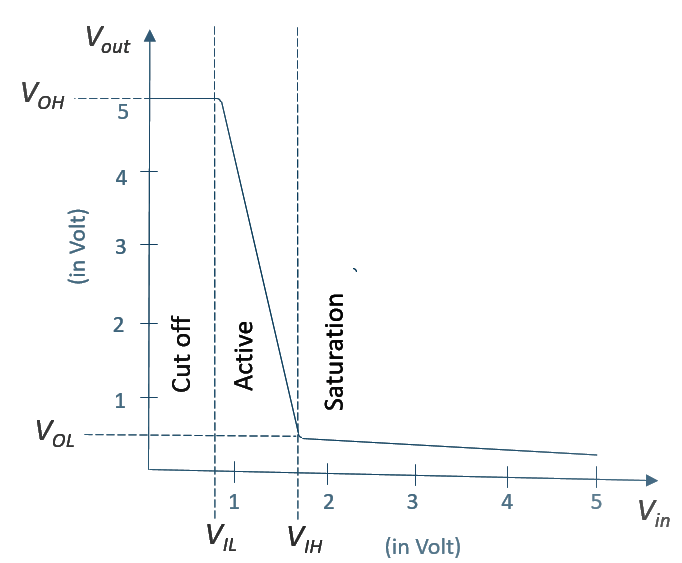 Vout
VOH
5
4
3
2
1
(in Volt)
Cut off
Active
Saturation
VOL
1
2
3
4
5
VIL
VIH
(in Volt)
Vin